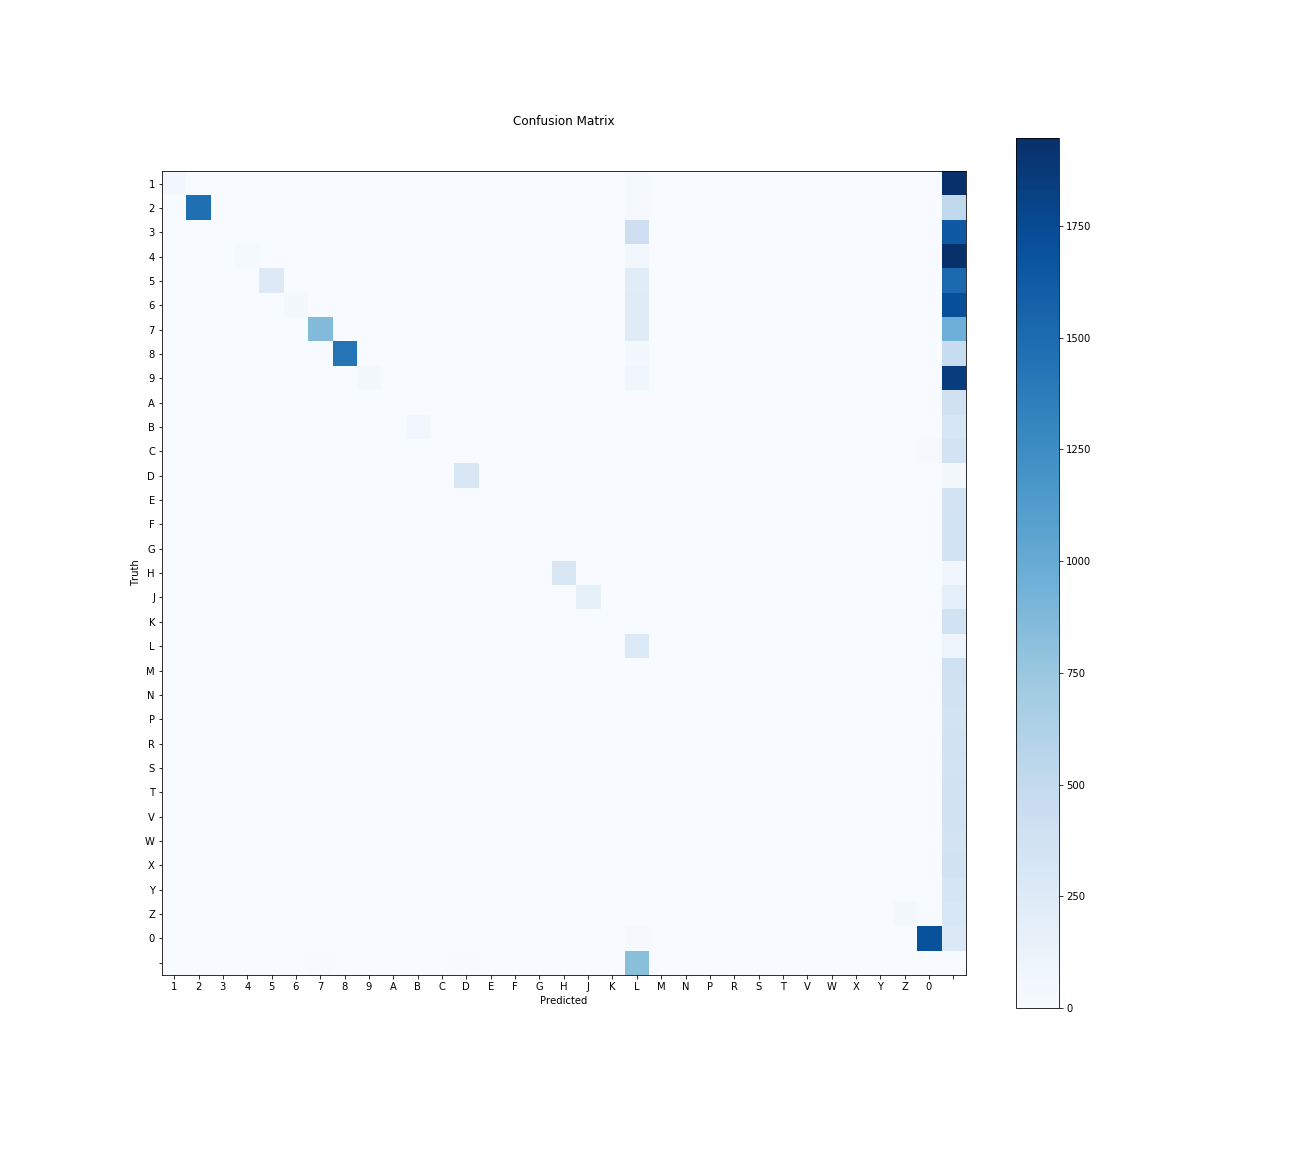 Confusion Matrix
1
2
3
4
5
6
7
8
9
A
B
C
D
E
F
G
H
J
K
L
M
N
P
R
S
T
V
W
X
Y
Z
0
Truth
1 2 3 4 5 6 7 8 9 A B C D E F G H J K L M N P R S T V W X Y Z 0
Predicted
1750
1500
1250
1000
750
500
250
0